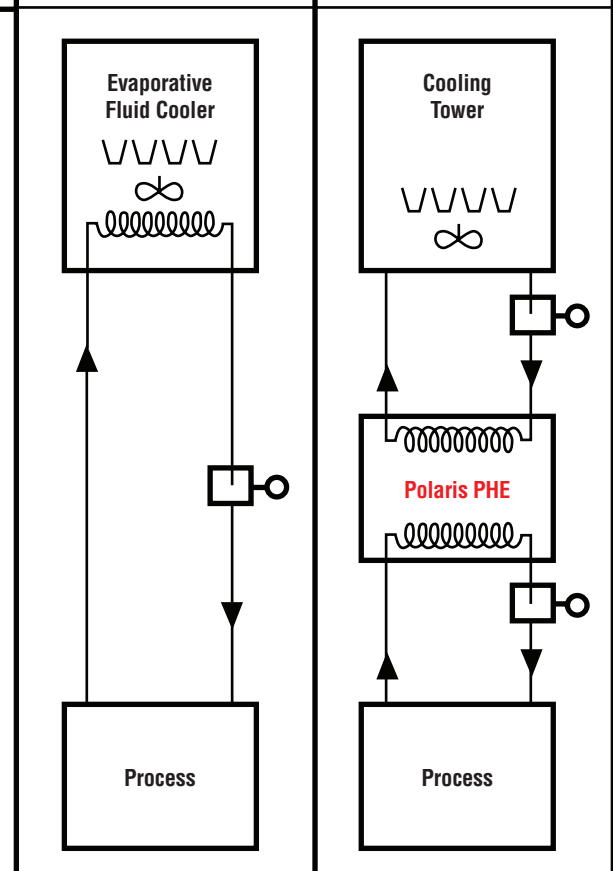 Evaporative
Fluid Cooler
Process
Cooling
Tower
Polaris PHE
Process